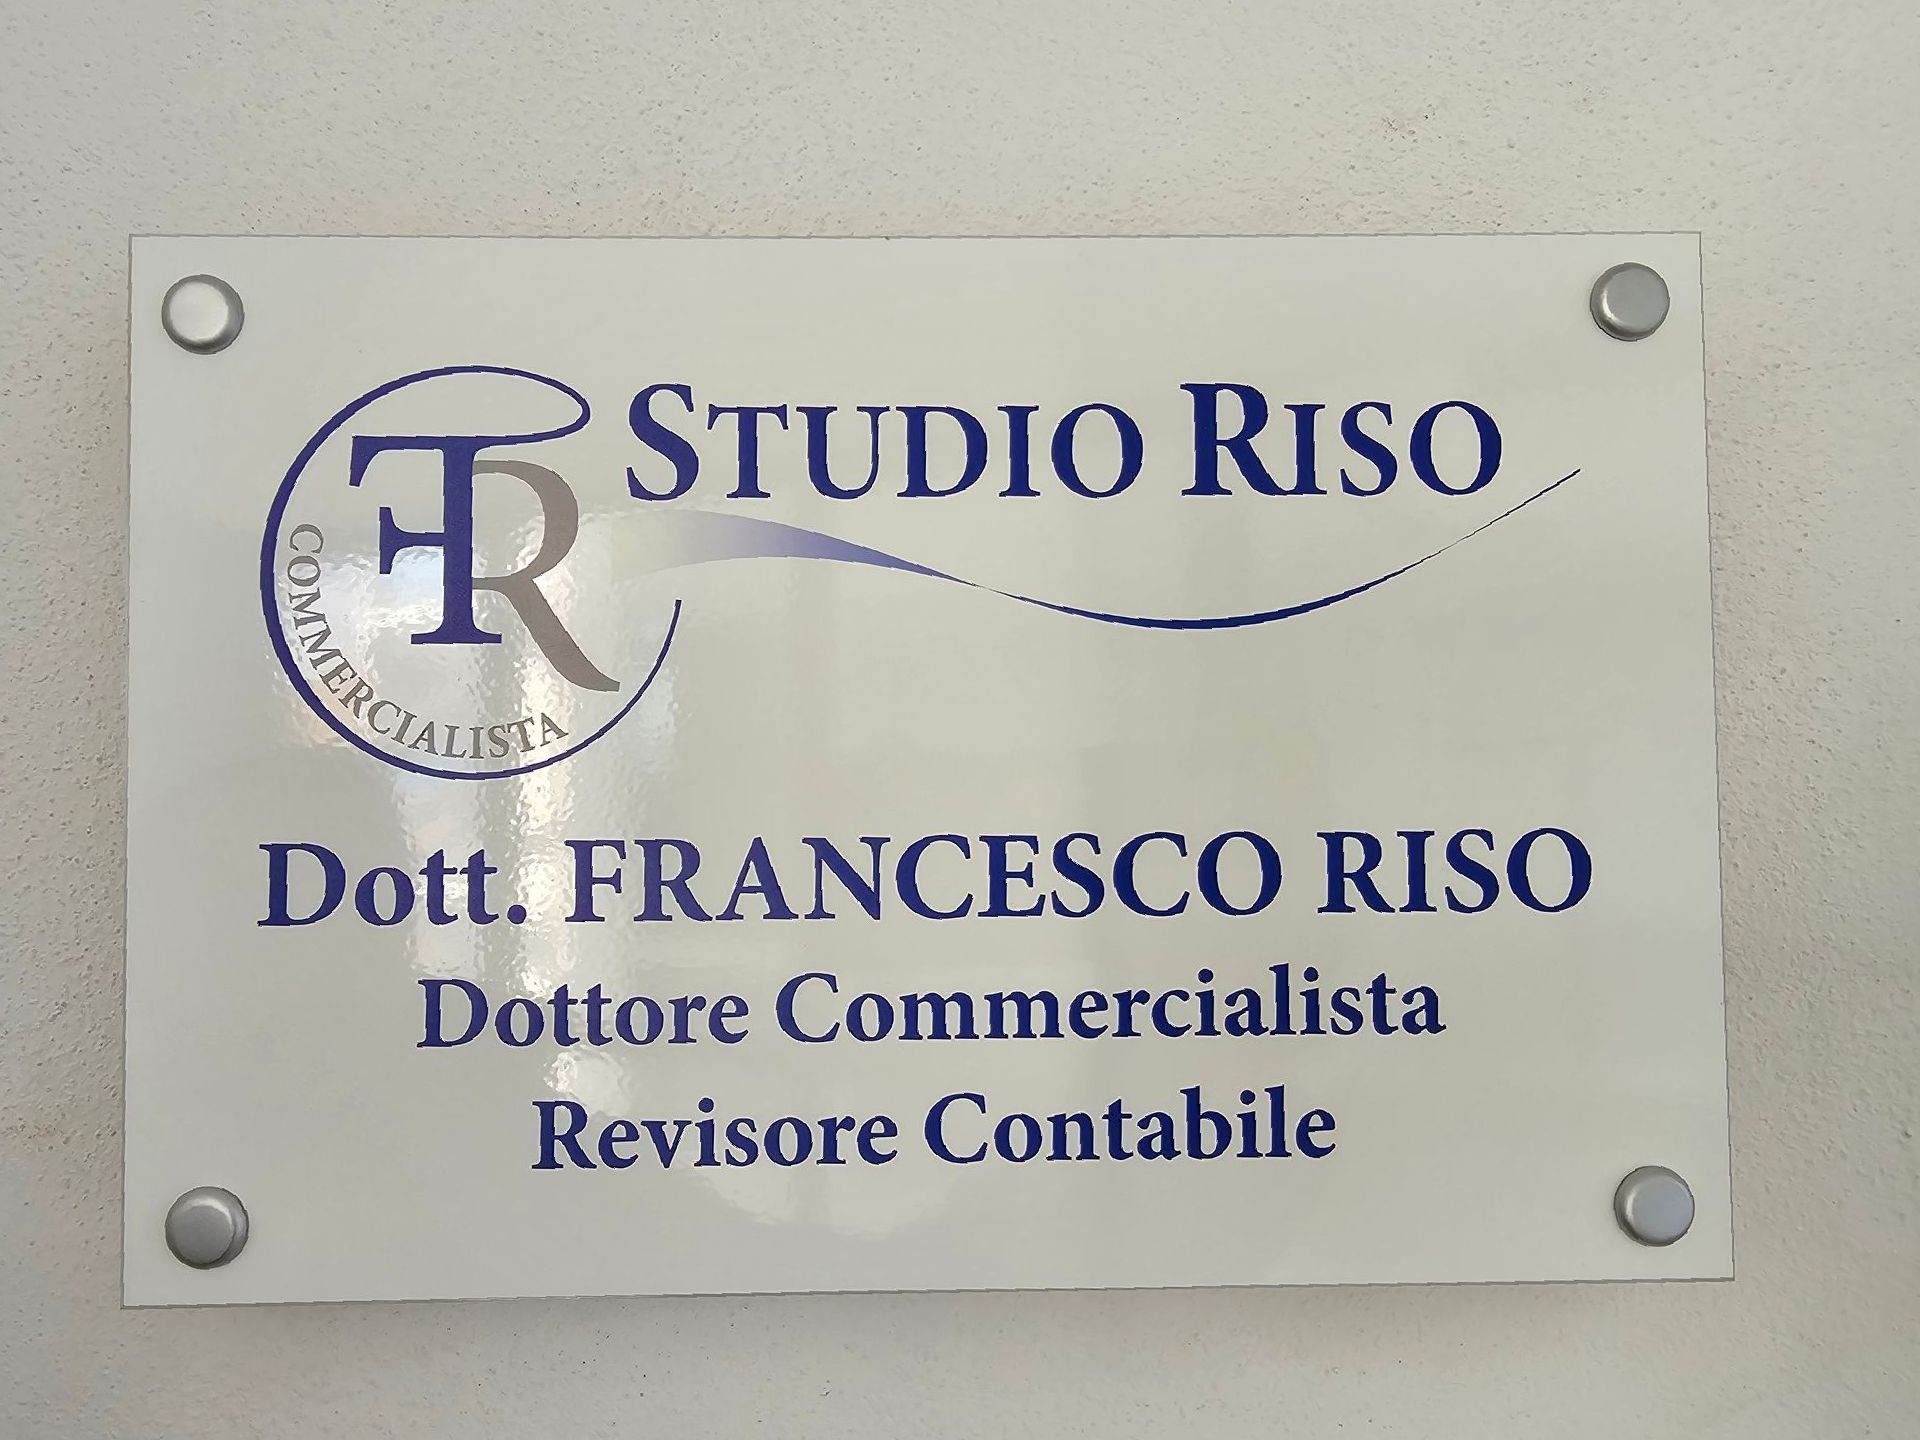 STUDIO RISO
FR
COMMERCIALISTA
Dott. FRANCESCO RISO
Dottore Commercialista
Revisore Contabile